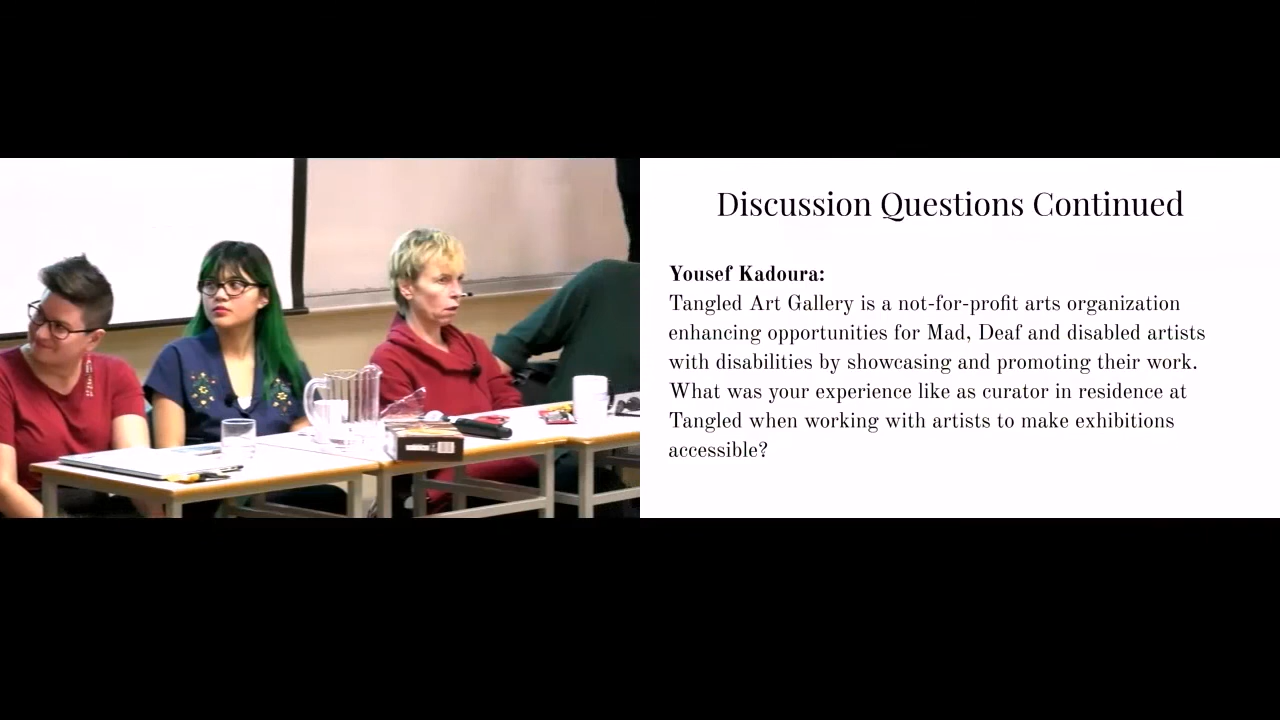 Discussion Questions Continued
Yousef Kadoura:
Tangled Art Gallery is a not-for-profit arts organization
enhancing opportunities for Mad, Deaf and disabled artists
with disabilities by showcasing and promoting their work.
What was your experience like as curator in residence at
Tangled when working with artists to make exhibitions
accessible?